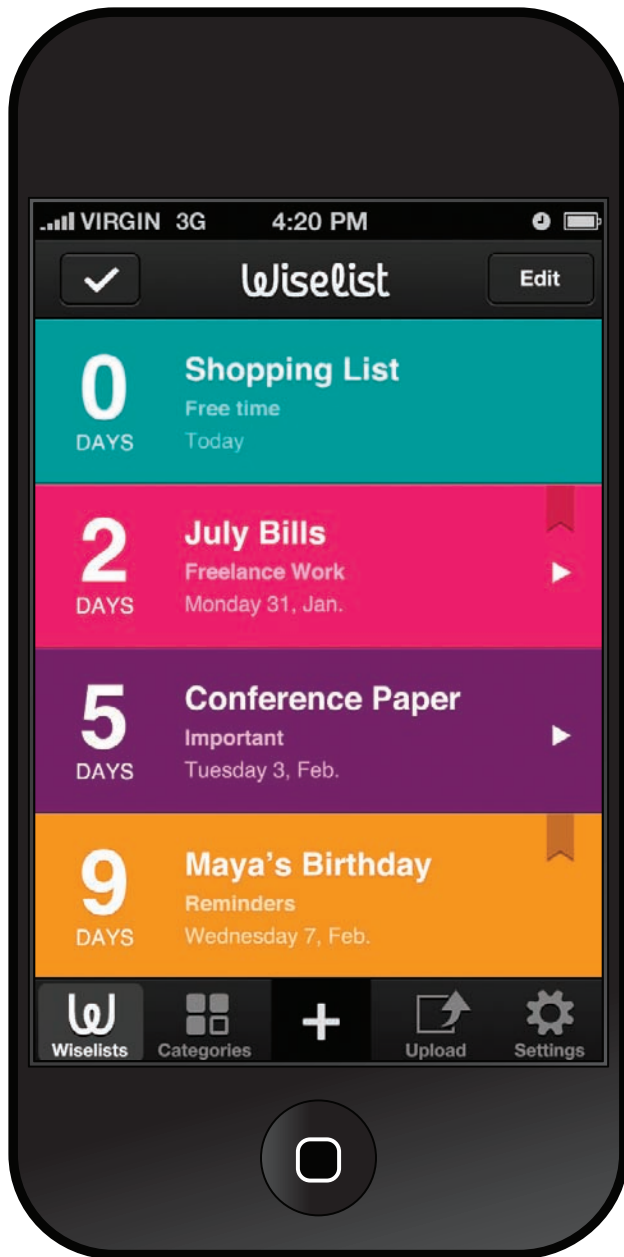 VIRGIN 3G 4:20 PM
Wiselist Edit
0
DAYS
Shopping List
Free time
Today
2
DAYS
July Bills
Freelance Work
Monday 31, Jan.
5
DAYS
Conference Paper
Important
Tuesday 3, Feb.
9
DAYS
Maya’s Birthday
Reminders
Wednesday 7, Feb.
Wiselists Categories + Upload Settings